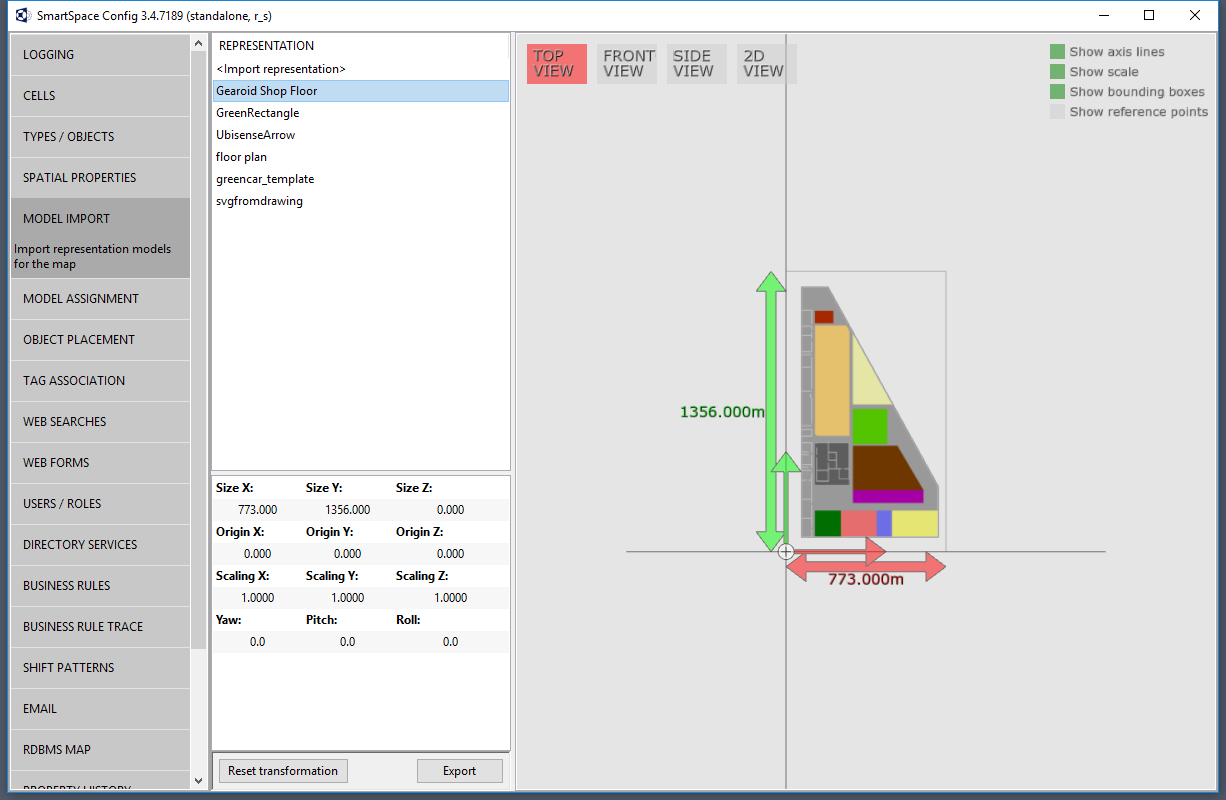 SmartSpace Config 3.4.7189 (standalone, r_s)
LOGGING
CELLS
TYPES / OBJECTS
SPATIAL PROPERTIES
MODEL IMPORT
Import representation models
for the map
MODEL ASSIGNMENT
OBJECT PLACEMENT
TAG ASSOCIATION
WEB SEARCHES
WEB FORMS
USERS / ROLES
DIRECTORY SERVICES
BUSINESS RULES
BUSINESS RULE TRACE
SHIFT PATTERNS
EMAIL
RDBMS MAP
PROPERTY HISTORY
REPRESENTATION
<Import representation>
Gearoid Shop Floor
GreenRectangle
UbisenseArrow
floor plan
greencar_template
svgfromdrawing
Size X: Size Y: Size Z:
773.000 1356.000 0.000
Origin X: Origin Y: Origin Z:
0.000 0.000 0.000
Scaling X: Scaling Y: Scaling Z:
1.0000 1.0000 1.0000
Yaw: Pitch: Roll:
0.0 0.0 0.0
Reset transformation Export
TOP
VIEW
FRONT
VIEW
SIDE
VIEW
2D
VIEW
Show axis lines
Show scale
Show bounding boxes
Show reference points
1356.000m
773.000m